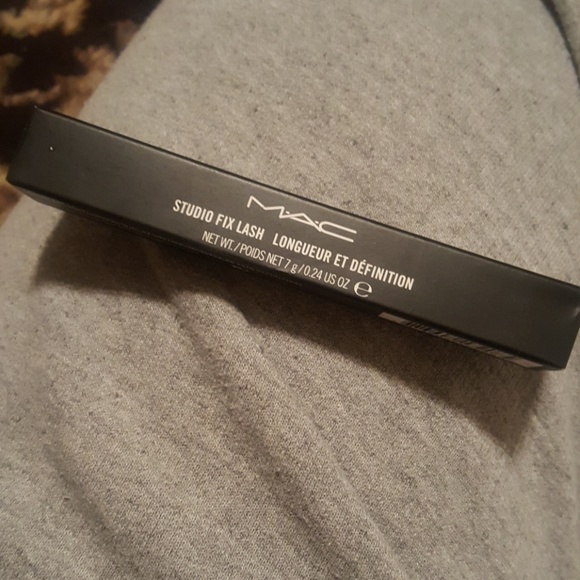 M·A·C
STUDIO FIX LASH LONGUEUR ET DÉFINITION
NET WT. / POIDS NET 7 g / 0.24 US OZ ℮